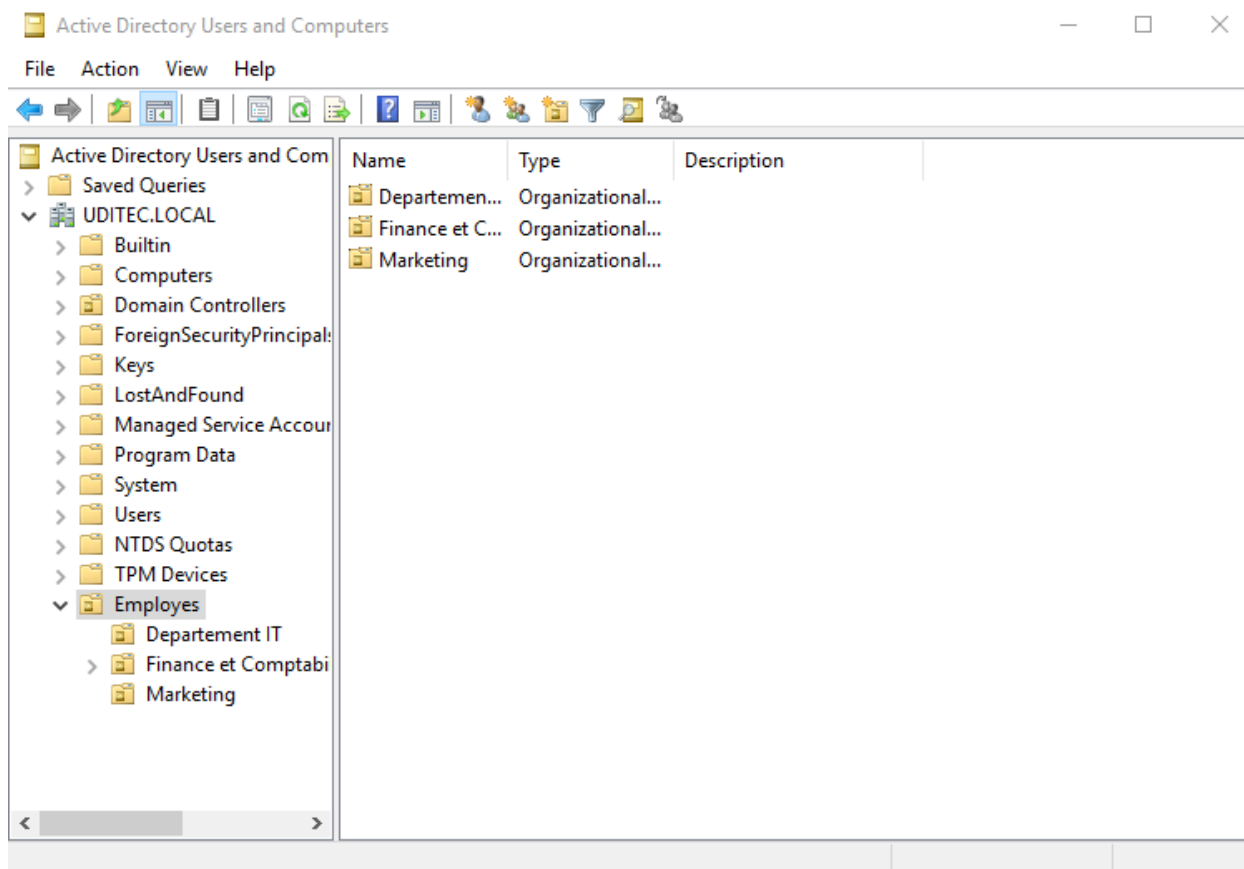 Active Directory Users and Computers
File Action View Help
Active Directory Users and Com
Saved Queries
UDITEC.LOCAL
Builtin
Computers
Domain Controllers
ForeignSecurityPrincipals
Keys
LostAndFound
Managed Service Accour
Program Data
System
Users
NTDS Quotas
TPM Devices
Employes
Departement IT
Finance et Comptabi
Marketing
Name Type Description
Departemen... Organizational...
Finance et C... Organizational...
Marketing Organizational...